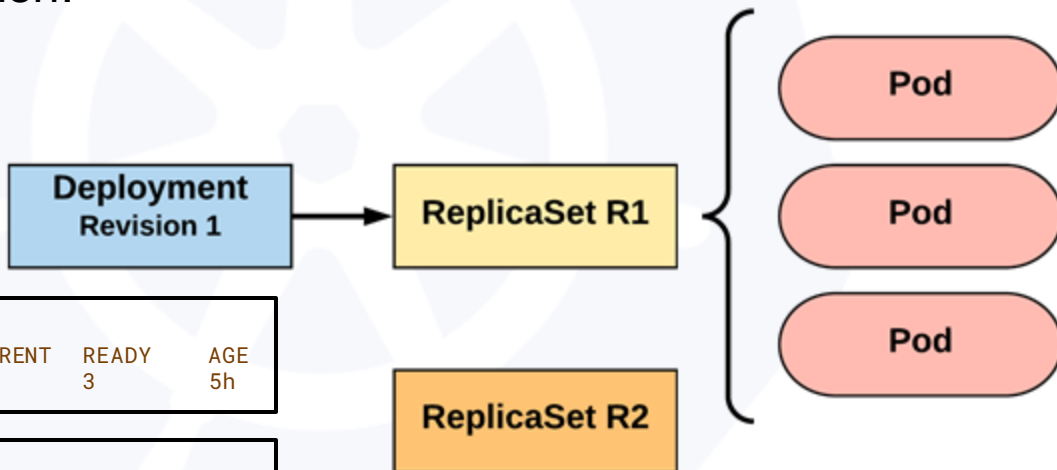 Pod
Deployment
Revision 1
ReplicaSet R1
Pod
Pod
RENT READY AGE
3 5h
ReplicaSet R2